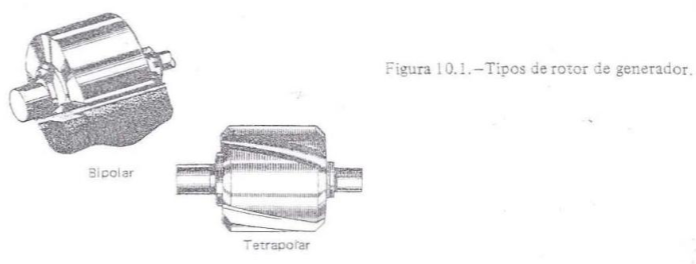 Figura 10.1.—Tipos de rotor de generador.
Bipolar
Tetrapolar